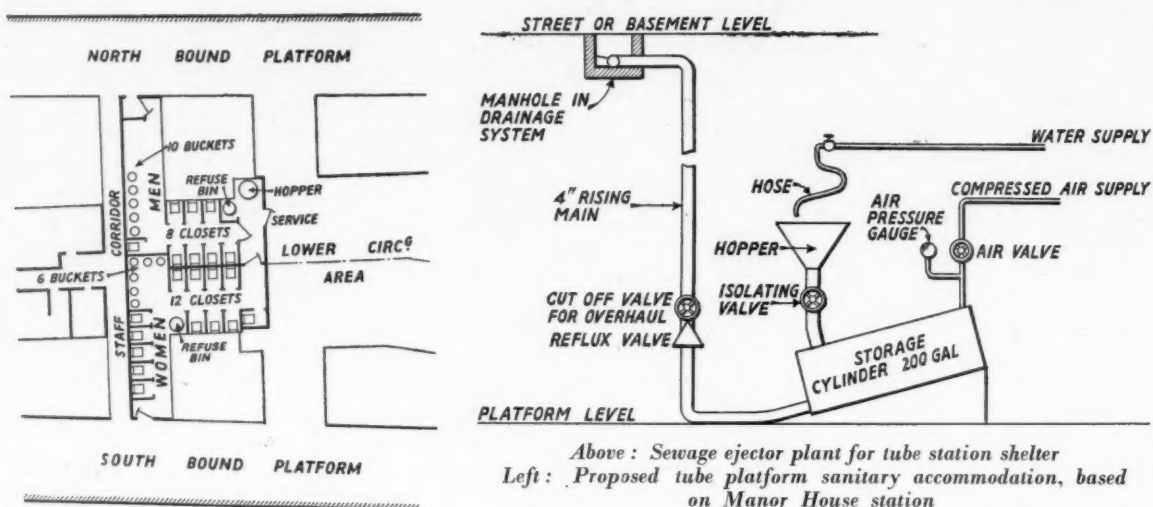 NORTH BOUND PLATFORM
10 BUCKETS
MEN
REFUSE
BIN
HOPPER
SERVICE
CORRIDOR
8 CLOSETS
LOWER CIRCG
AREA
6 BUCKETS
12 CLOSETS
STAFF
WOMEN
REFUSE
BIN
SOUTH BOUND PLATFORM
STREET OR BASEMENT LEVEL
MANHOLE IN
DRAINAGE
SYSTEM
WATER SUPPLY
HOSE
COMPRESSED AIR SUPPLY
4" RISING
MAIN
AIR
PRESSURE
GAUGE
HOPPER
AIR VALVE
CUT OFF VALVE
FOR OVERHAUL
REFLUX VALVE
ISOLATING
VALVE
STORAGE
CYLINDER 200 GAL
PLATFORM LEVEL
Above : Sewage ejector plant for tube station shelter
Left : Proposed tube platform sanitary accommodation, based
on Manor House station